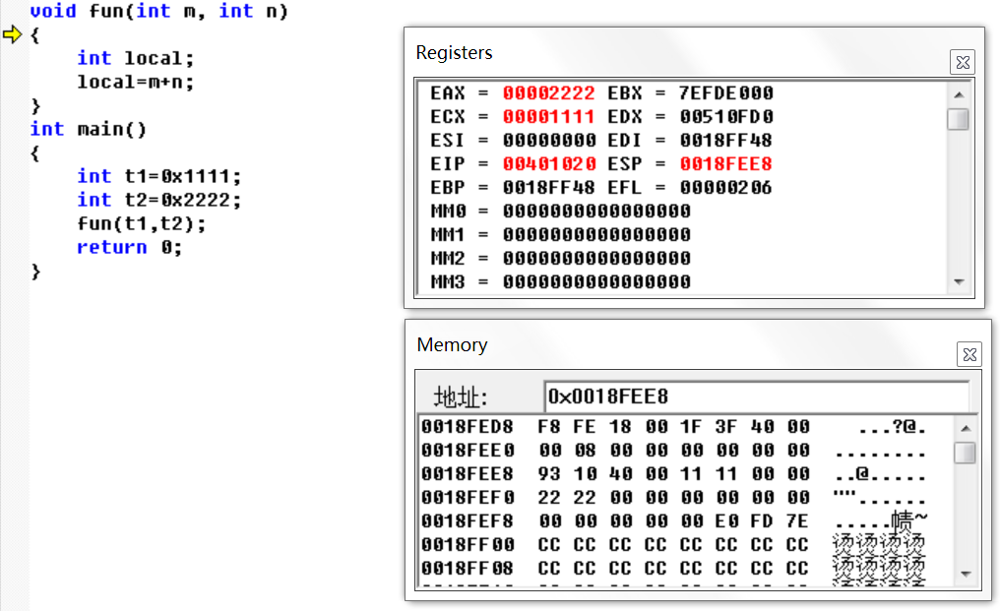 void fun(int m, int n)
{
int local;
local=m+n;
}
int main()
{
int t1=0x1111;
int t2=0x2222;
fun(t1,t2);
return 0;
}
Registers
EAX = 00002222 EBX = 7EFDE000
ECX = 00001111 EDX = 00510FD0
ESI = 00000000 EDI = 0018FF48
EIP = 00401020 ESP = 0018FEE8
EBP = 0018FF48 EFL = 00000206
MM0 = 0000000000000000
MM1 = 0000000000000000
MM2 = 0000000000000000
MM3 = 0000000000000000
Memory
地址: 0x0018FEE8
0018FED8 F8 FE 18 00 1F 3F 40 00 ...?@.
0018FEE0 00 08 00 00 00 00 00 00 ........
0018FEE8 93 10 40 00 11 11 00 00 ..@.....
0018FEF0 22 22 00 00 00 00 00 00 ""......
0018FEF8 00 00 00 00 00 E0 FD 7E .....帻~
0018FF00 CC CC CC CC CC CC CC CC 烫烫烫烫
0018FF08 CC CC CC CC CC CC CC CC 烫烫烫烫